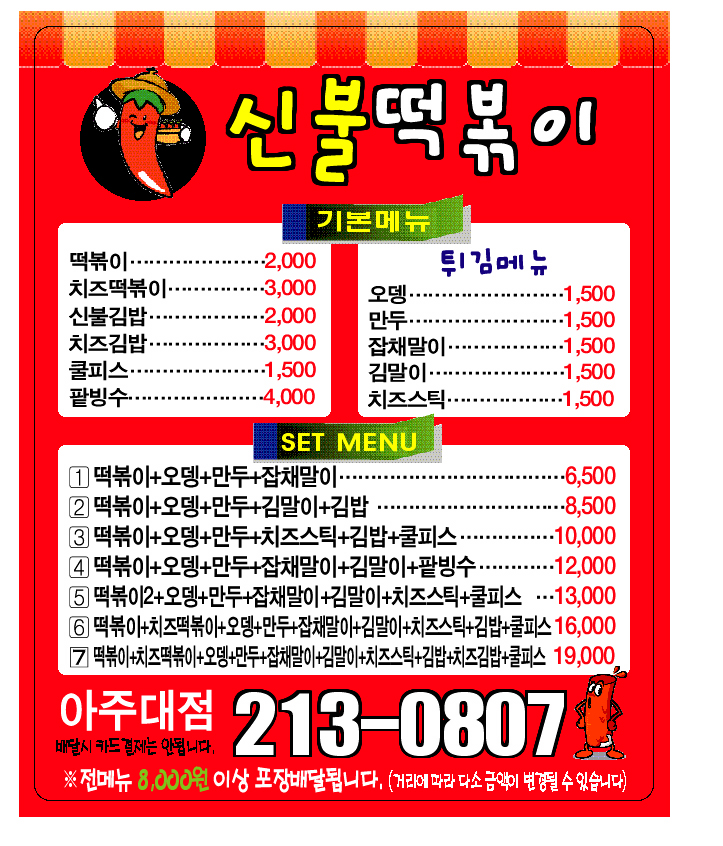 신불떡볶이
기본메뉴
떡볶이 2,000
치즈떡볶이 3,000
신불김밥 2,000
치즈김밥 3,000
쿨피스 1,500
팥빙수 4,000
튀김메뉴
오뎅 1,500
만두 1,500
잡채말이 1,500
김말이 1,500
치즈스틱 1,500
SET MENU
1 떡볶이+오뎅+만두+잡채말이 6,500
2 떡볶이+오뎅+만두+김말이+김밥 8,500
3 떡볶이+오뎅+만두+치즈스틱+김밥+쿨피스 10,000
4 떡볶이+오뎅+만두+잡채말이+김말이+팥빙수 12,000
5 떡볶이2+오뎅+만두+잡채말이+김말이+치즈스틱+쿨피스 13,000
6 떡볶이+치즈떡볶이+오뎅+만두+잡채말이+김말이+치즈스틱+김밥+쿨피스 16,000
7 떡볶이+치즈떡볶이+오뎅+만두+잡채말이+김말이+치즈스틱+김밥+치즈김밥+쿨피스 19,000
아주대점 213-0807
배달시 카드결제는 안됩니다.
※전메뉴 8,000원 이상 포장배달됩니다. (거리에 따라 다소 금액이 변경될 수 있습니다)